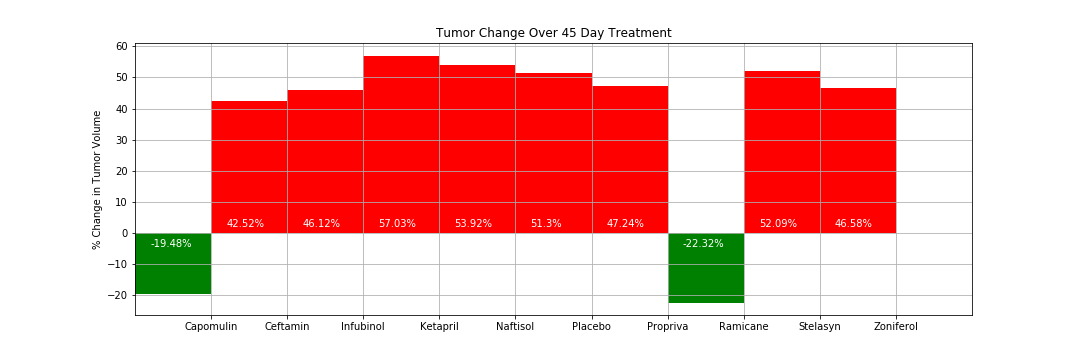 Tumor Change Over 45 Day Treatment
% Change in Tumor Volume
60
50
40
30
20
10
0
−10
−20
42.52% 46.12% 57.03% 53.92% 51.3% 47.24% 52.09% 46.58%
-19.48% -22.32%
Capomulin Ceftamin Infubinol Ketapril Naftisol Placebo Propriva Ramicane Stelasyn Zoniferol